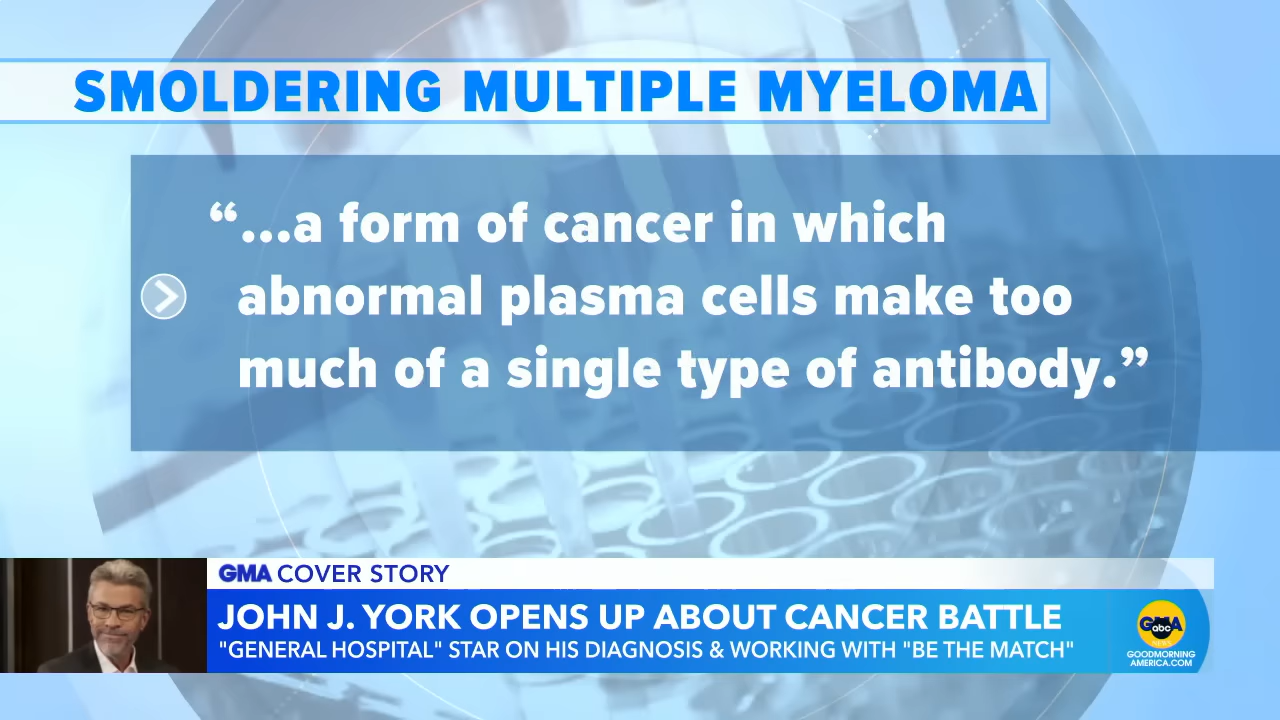 SMOLDERING MULTIPLE MYELOMA
“...a form of cancer in which
abnormal plasma cells make too
much of a single type of antibody.”
GMA COVER STORY
JOHN J. YORK OPENS UP ABOUT CANCER BATTLE
"GENERAL HOSPITAL" STAR ON HIS DIAGNOSIS & WORKING WITH "BE THE MATCH"
GMA
abc
GOODMORNING
AMERICA.COM